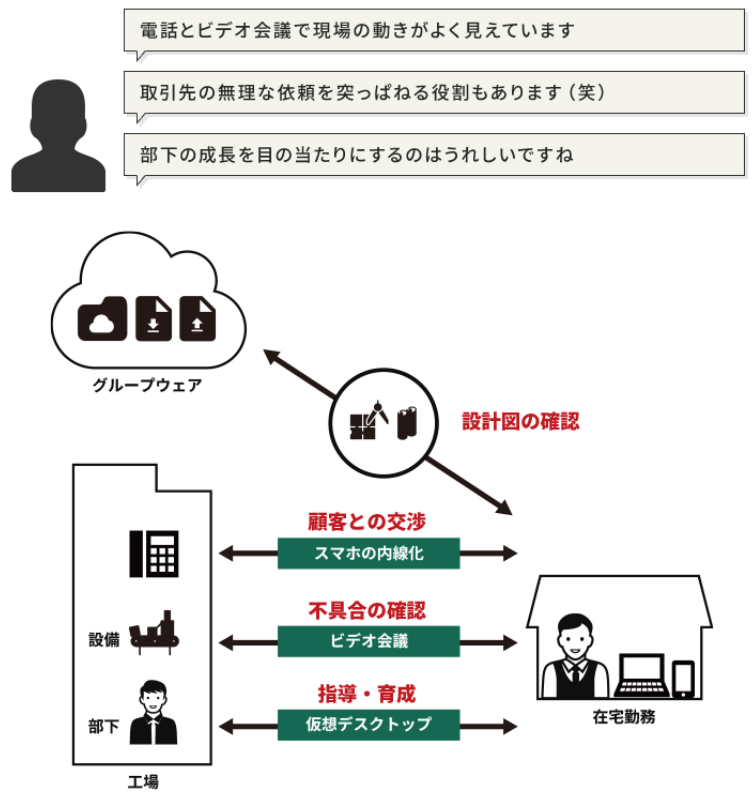 電話とビデオ会議で現場の動きがよく見えています
取引先の無理な依頼を突っぱねる役割もあります（笑）
部下の成長を目の当たりにするのはうれしいですね
グループウェア
設計図の確認
顧客との交渉
スマホの内線化
不具合の確認
設備
ビデオ会議
指導・育成
部下
仮想デスクトップ
在宅勤務
工場